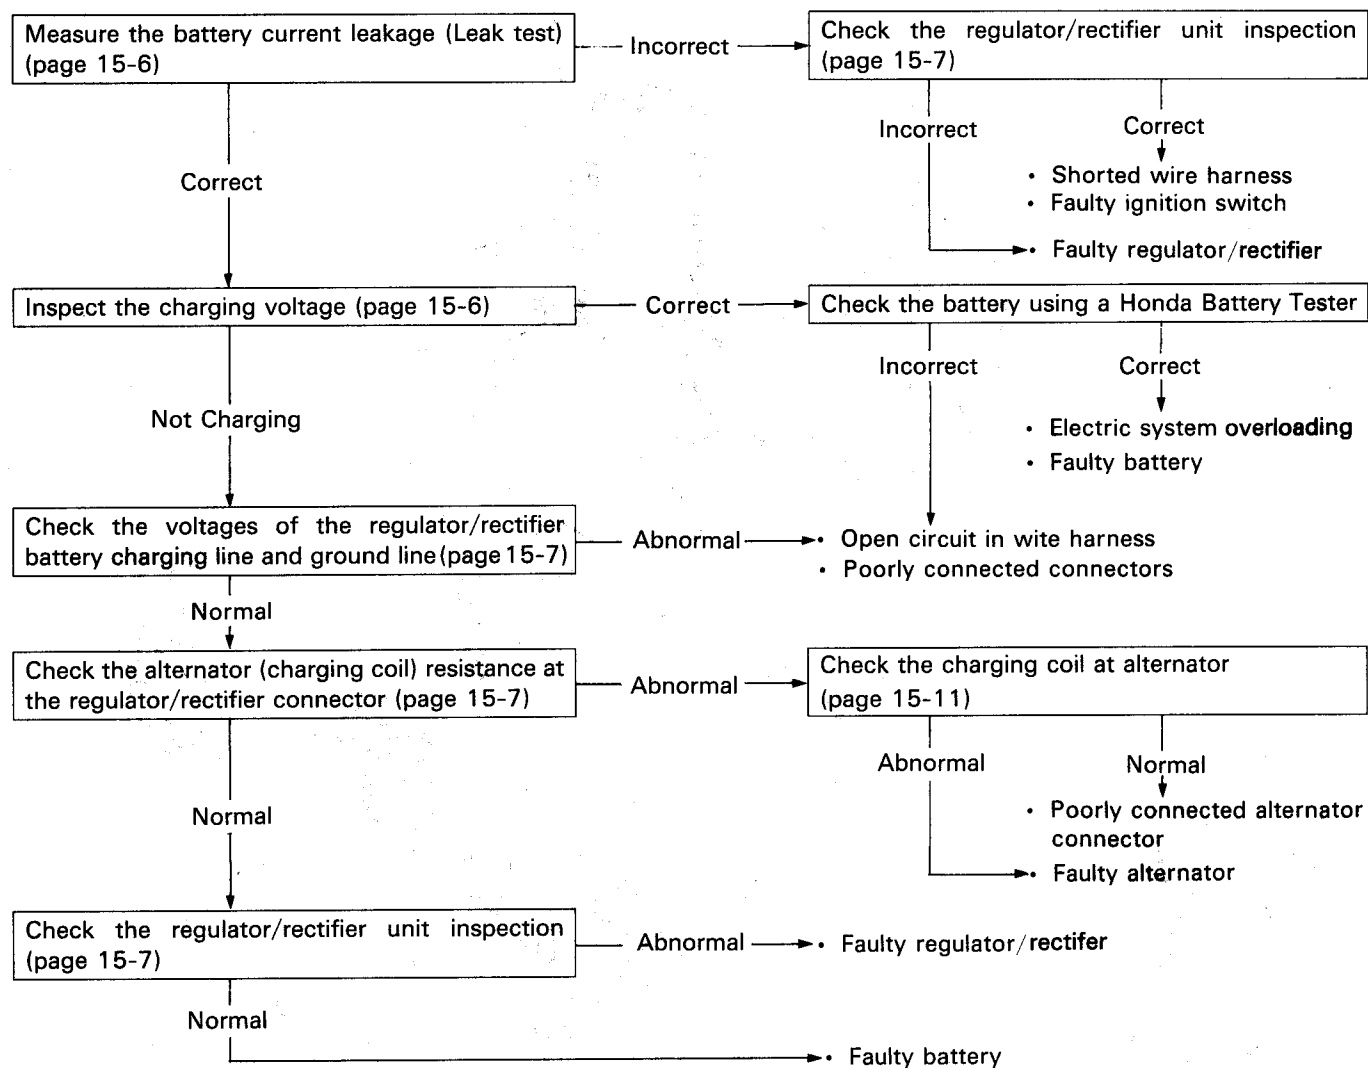 Measure the battery current leakage (Leak test)
(page 15-6)
Incorrect
Check the regulator/rectifier unit inspection
(page 15-7)
Incorrect
Correct
• Shorted wire harness
• Faulty ignition switch
• Faulty regulator/rectifier
Correct
Inspect the charging voltage (page 15-6)
Correct
Check the battery using a Honda Battery Tester
Incorrect
Correct
• Electric system overloading
• Faulty battery
Not Charging
Check the voltages of the regulator/rectifier
battery charging line and ground line (page 15-7)
Abnormal
• Open circuit in wite harness
• Poorly connected connectors
Normal
Check the alternator (charging coil) resistance at
the regulator/rectifier connector (page 15-7)
Abnormal
Check the charging coil at alternator
(page 15-11)
Abnormal
Normal
• Poorly connected alternator
connector
• Faulty alternator
Normal
Check the regulator/rectifier unit inspection
(page 15-7)
Abnormal
• Faulty regulator/rectifer
Normal
• Faulty battery